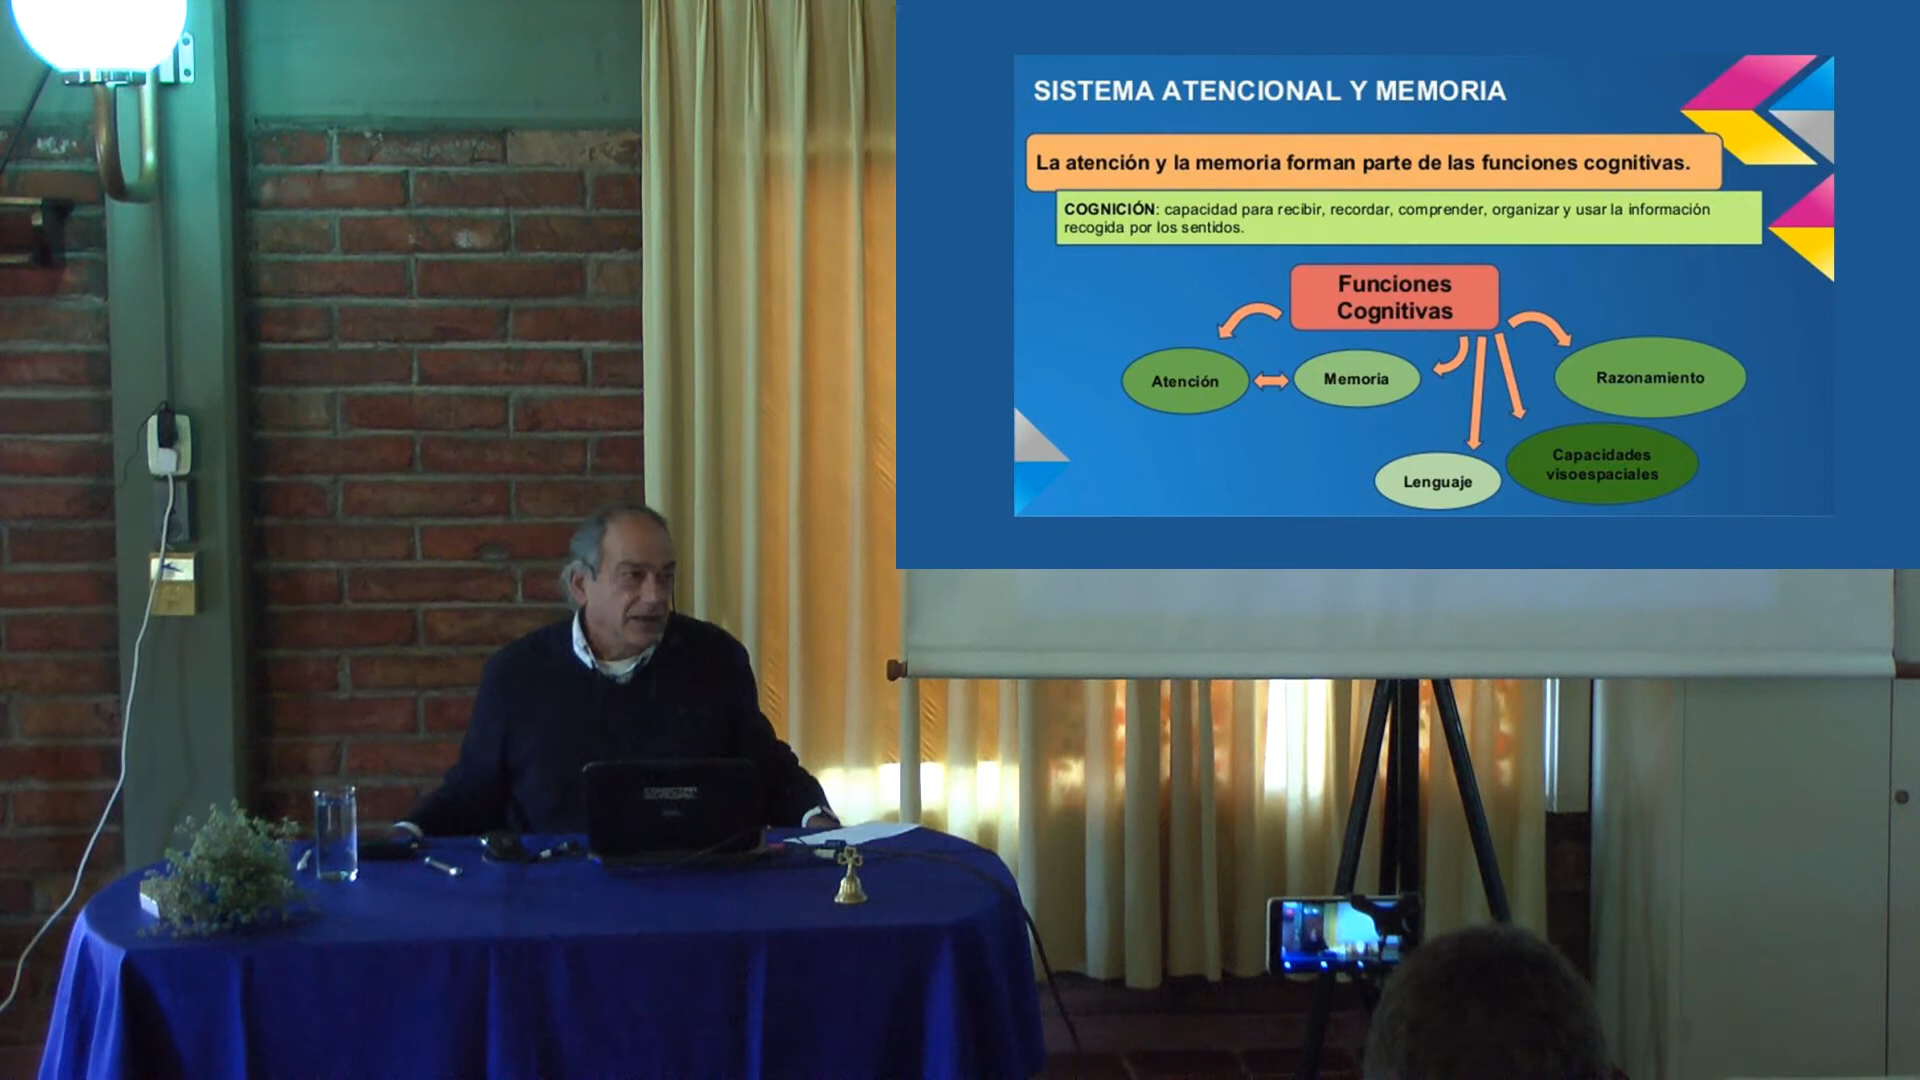 SISTEMA ATENCIONAL Y MEMORIA
La atención y la memoria forman parte de las funciones cognitivas.
COGNICIÓN: capacidad para recibir, recordar, comprender, organizar y usar la información
recogida por los sentidos.
Funciones
Cognitivas
Atención
Memoria
Razonamiento
Capacidades
visoespaciales
Lenguaje